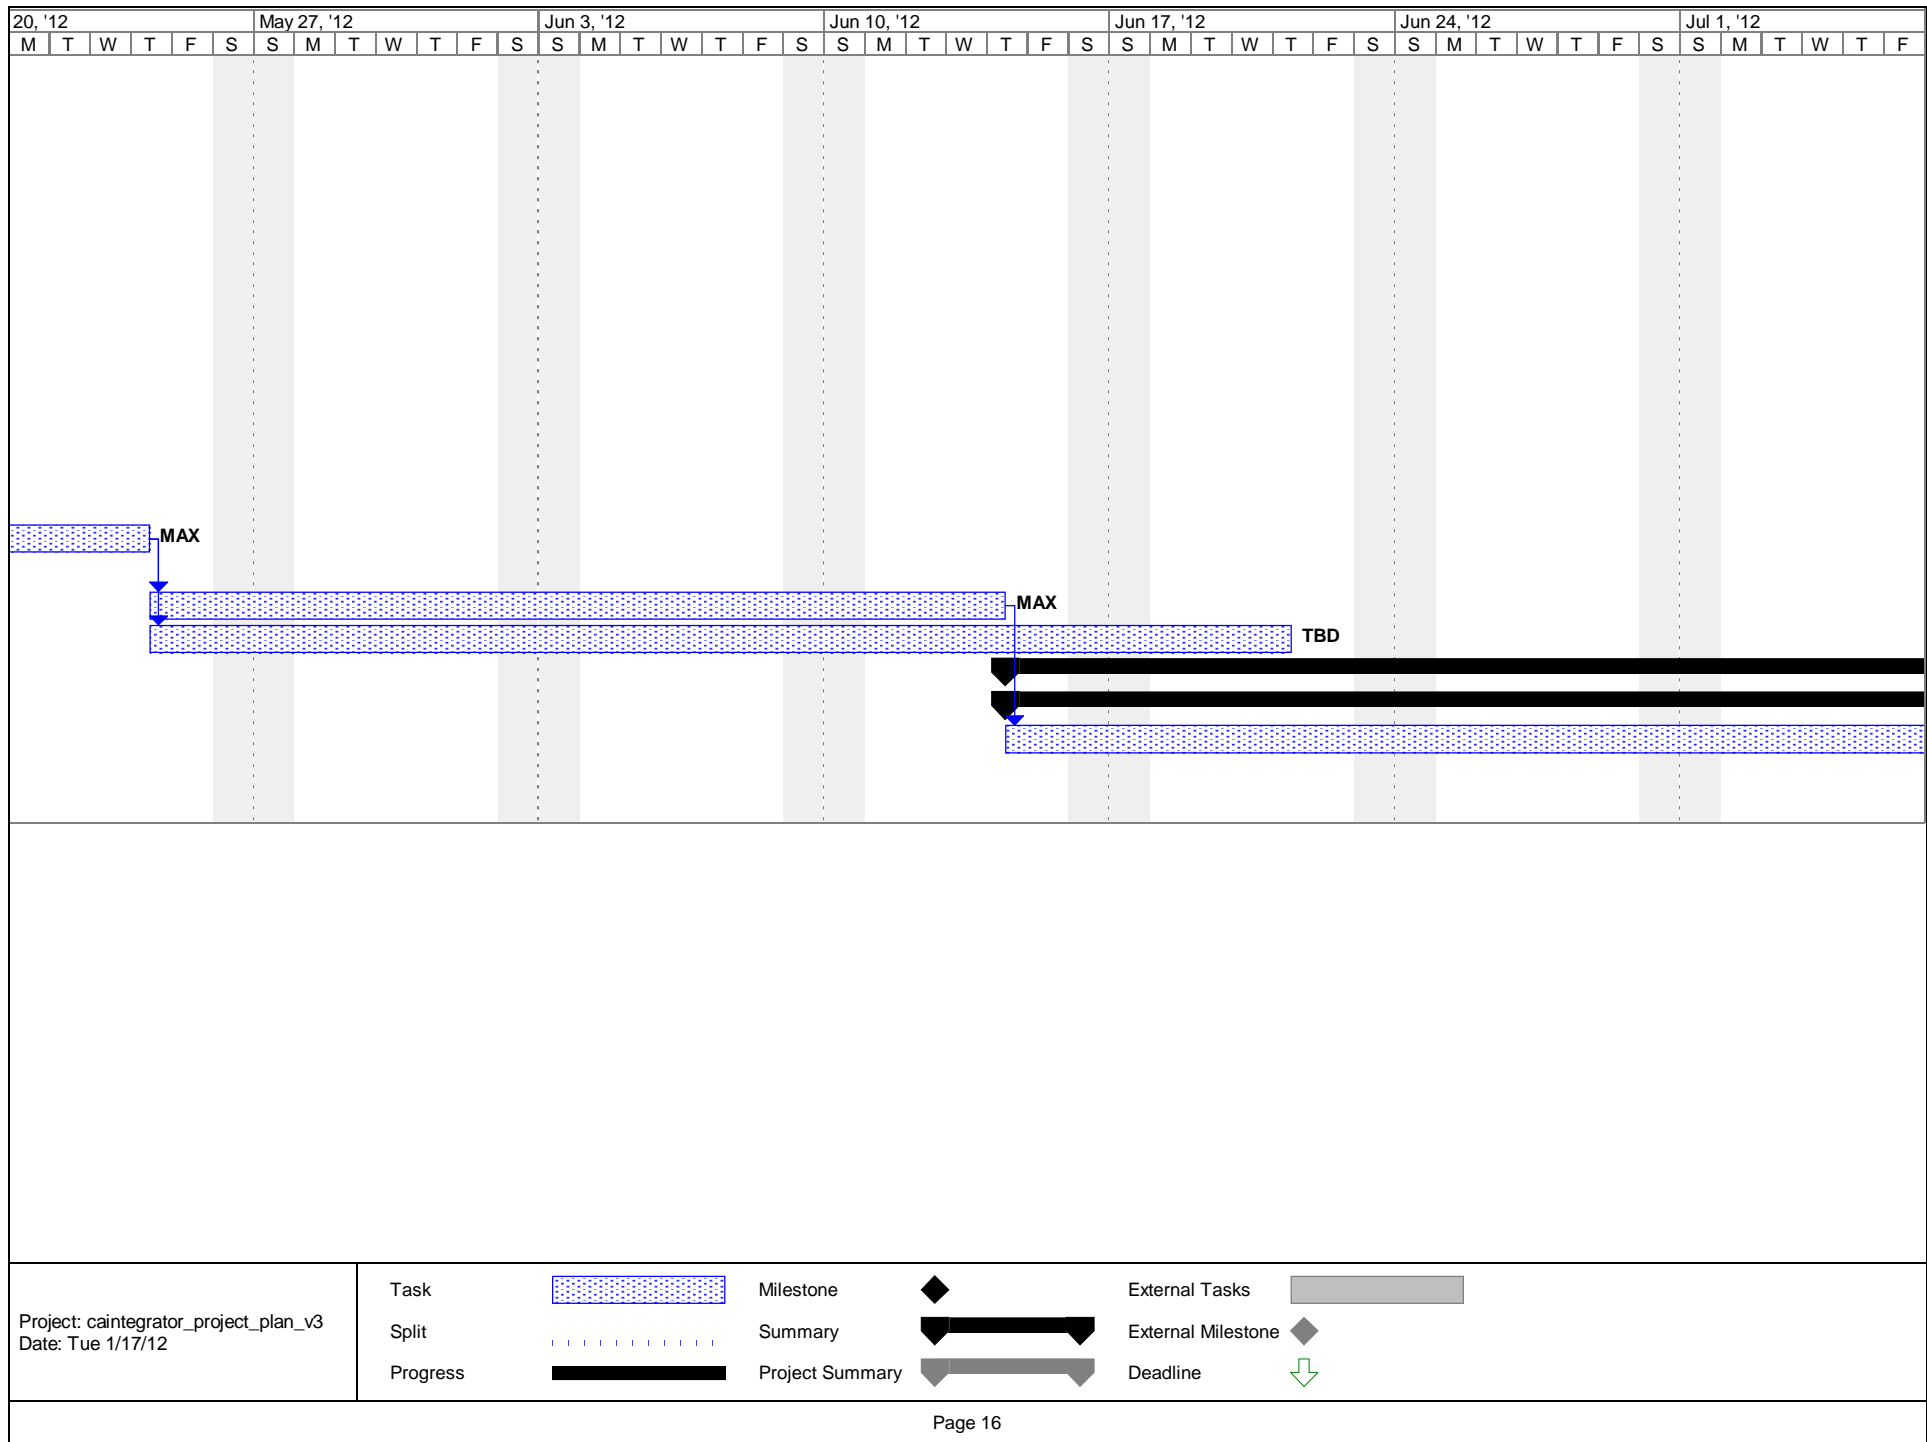 20, '12 May 27, '12 Jun 3, '12 Jun 10, '12 Jun 17, '12 Jun 24, '12 Jul 1, '12
M T W T F S S M T W T F S S M T W T F S S M T W T F S S M T W T F S S M T W T F S S M T W T F
MAX
MAX
TBD
Task Milestone External Tasks
Project: caintegrator_project_plan_v3
Date: Tue 1/17/12
Split Summary External Milestone
Progress Project Summary Deadline
Page 16